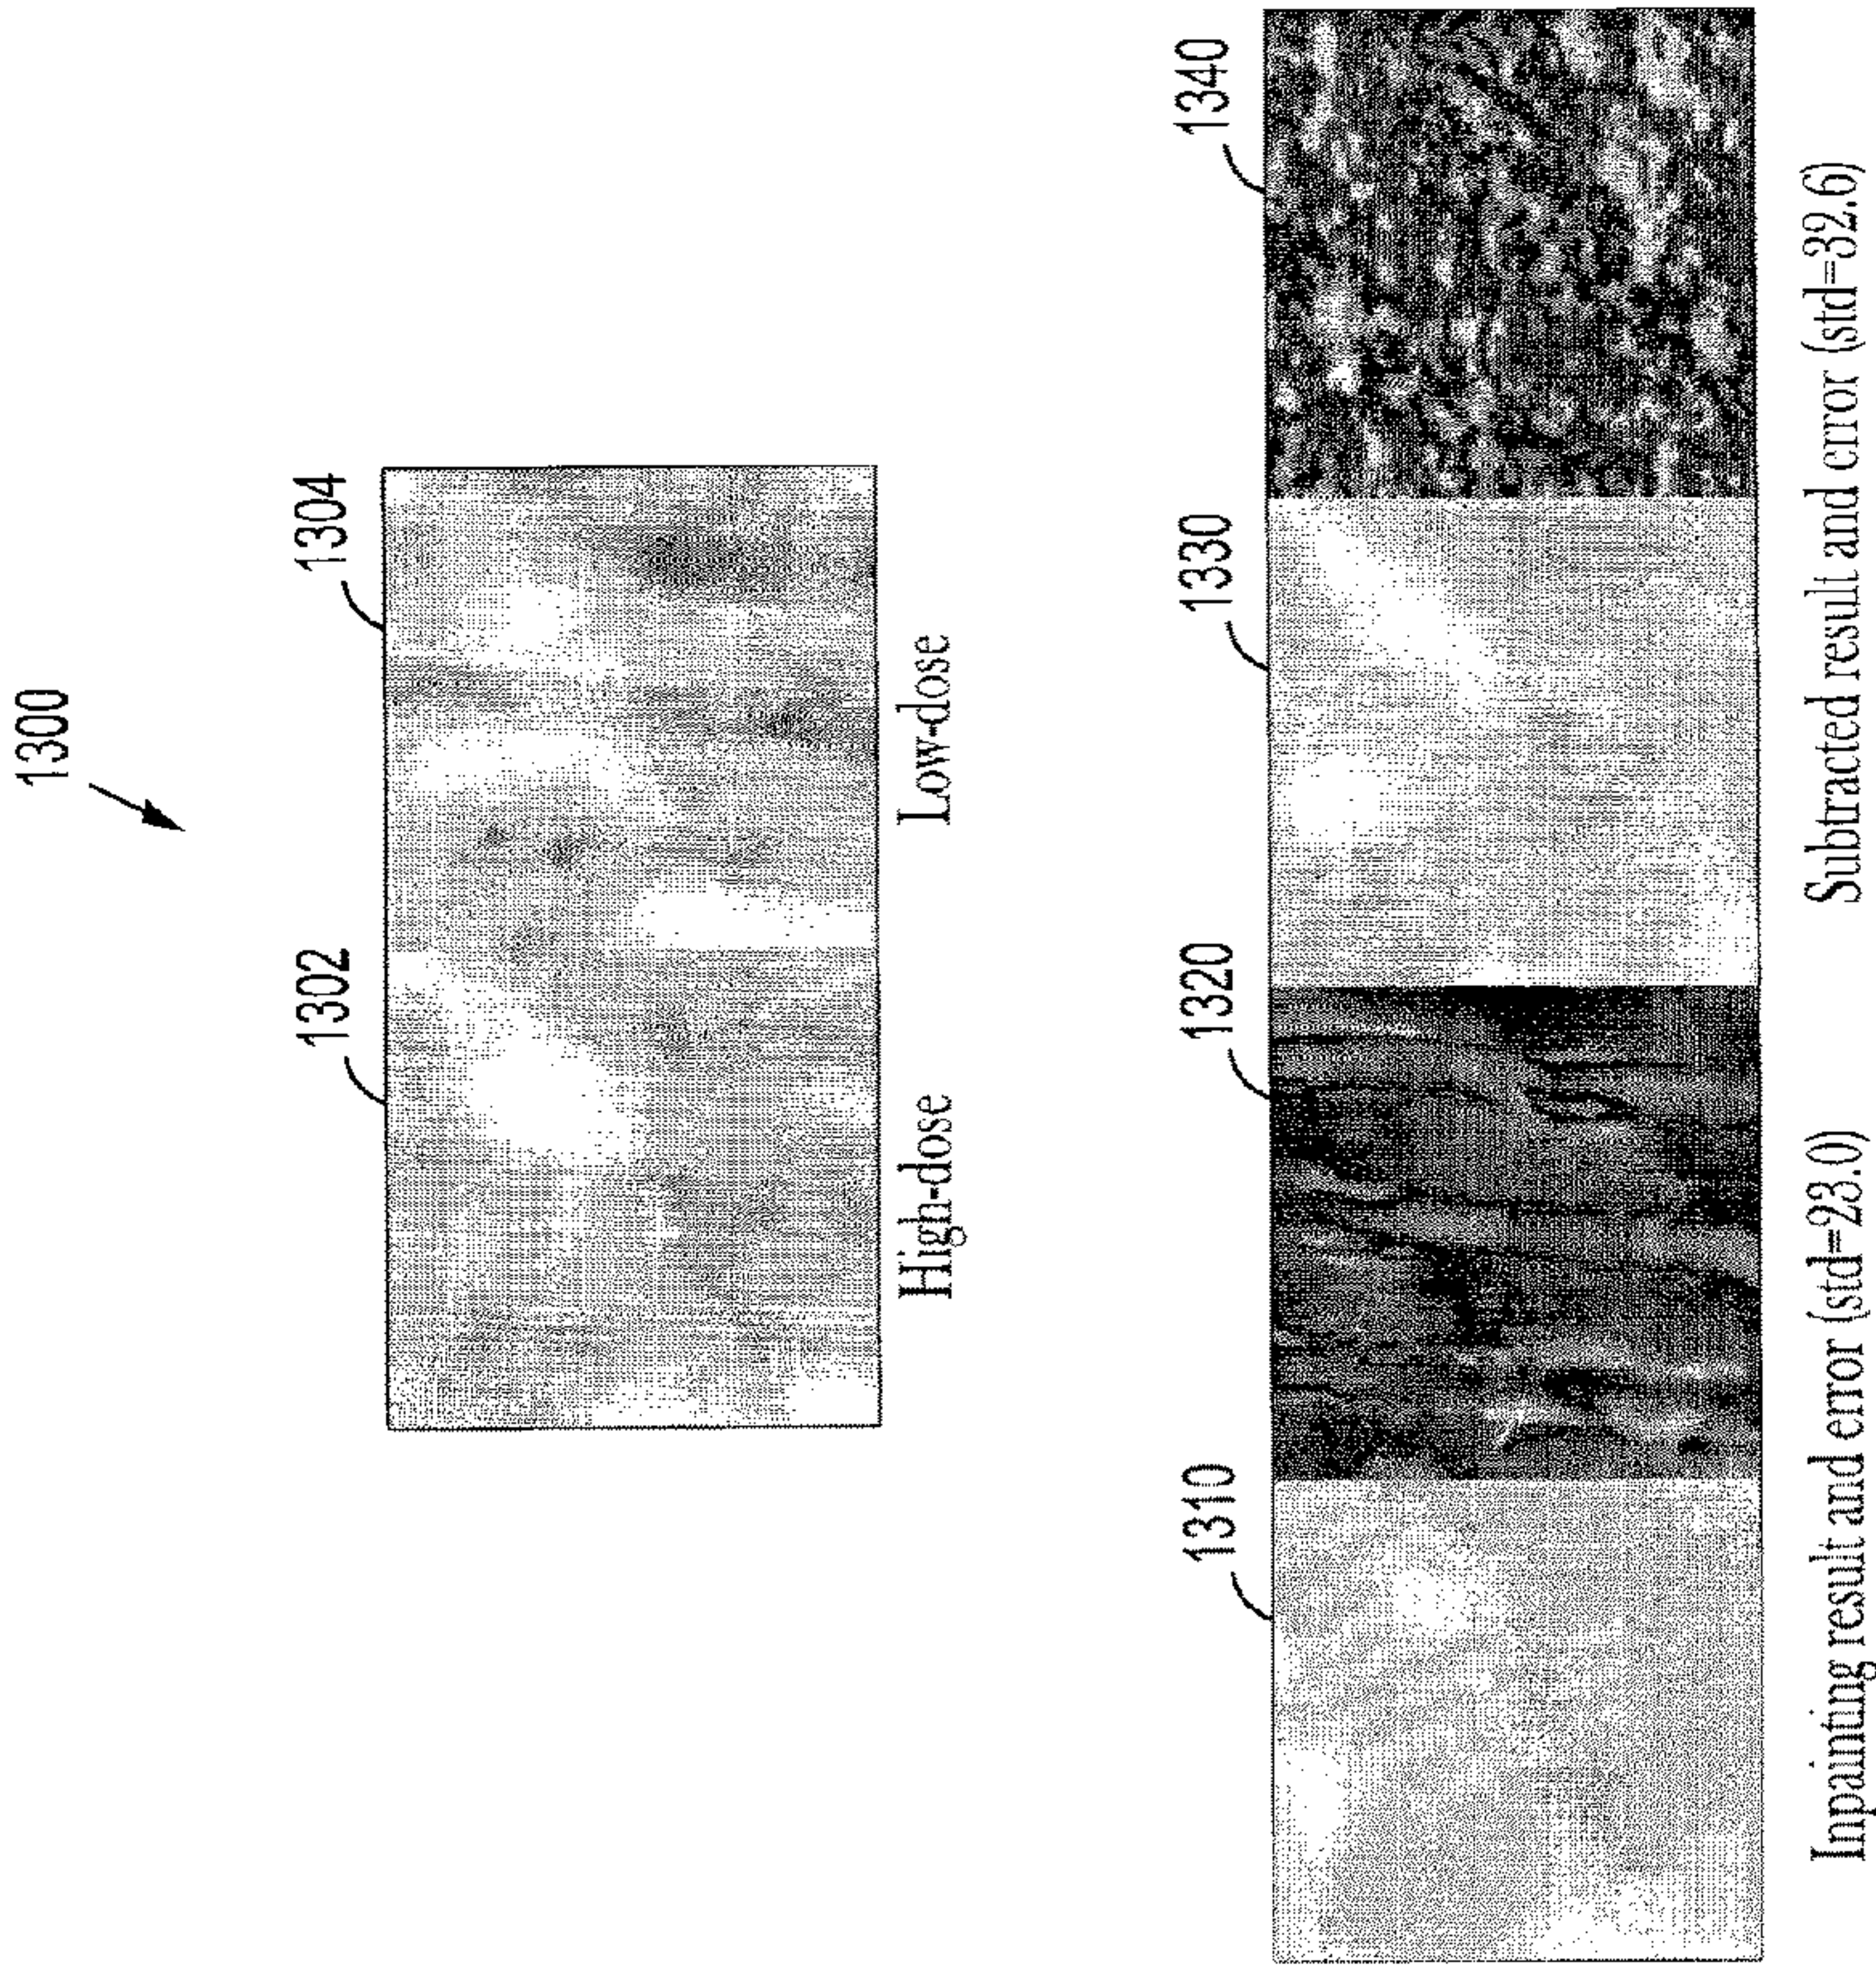 1300
1302
1304
High-dose
Low-dose
1310
1320
1330
1340
Inpainting result and error (std=23.0)
Subtracted result and error (std=32.6)